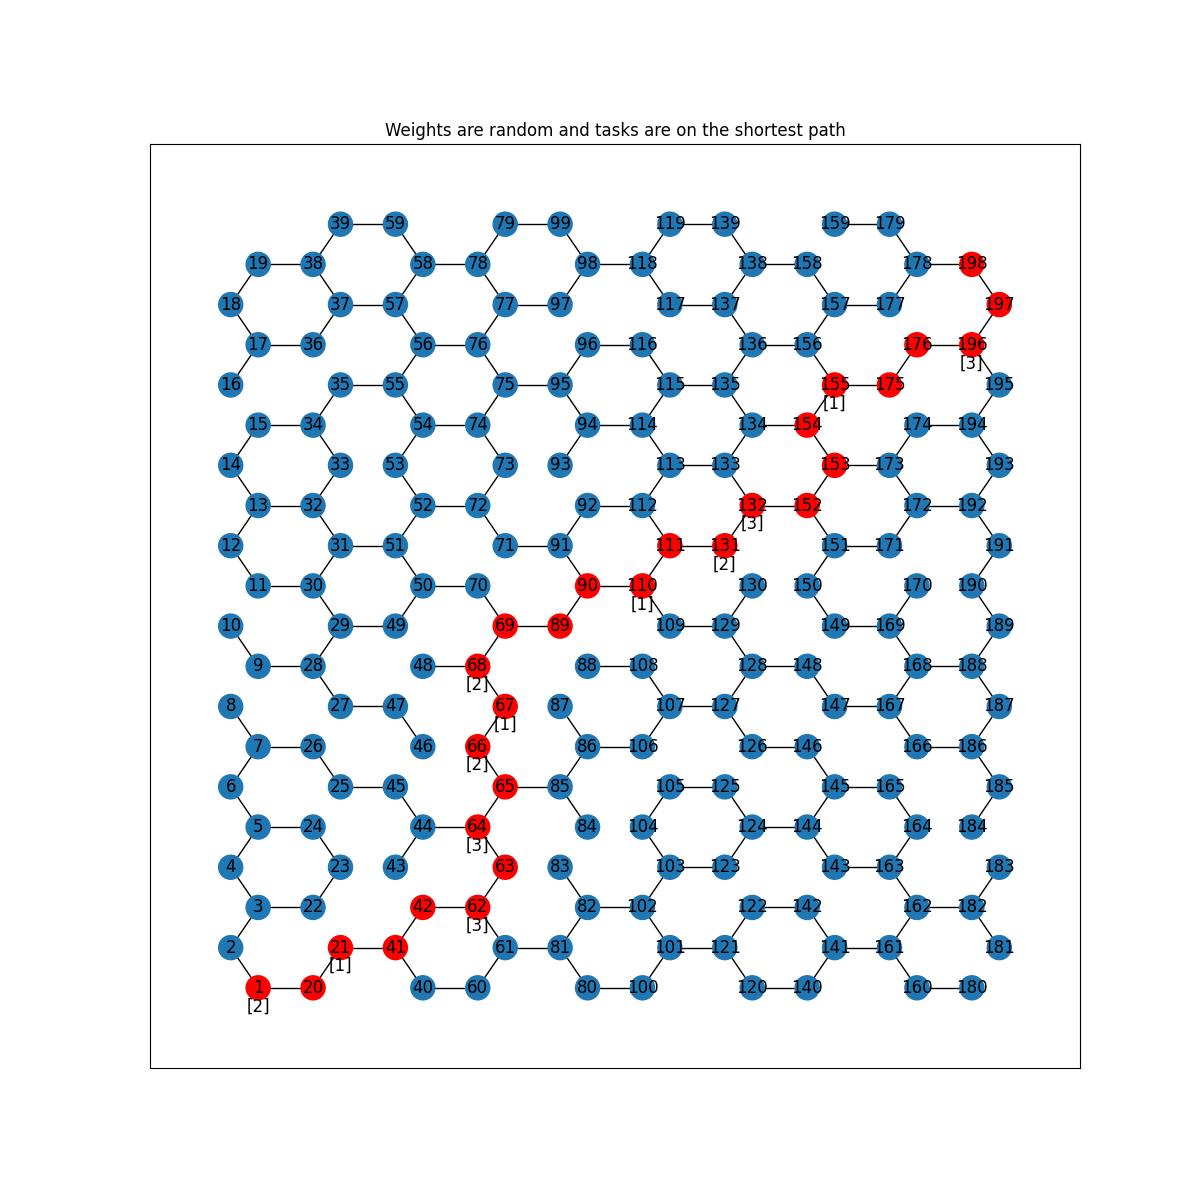 Weights are random and tasks are on the shortest path
39 59 79 99 119 139 159 179
19 38 58 78 98 118 138 158 178 198
18 37 57 77 97 117 137 157 177 197
17 36 56 76 96 116 136 156 176 196
[3]
16 35 55 75 95 115 135 155 175 195
[1]
15 34 54 74 94 114 134 154 174 194
14 33 53 73 93 113 133 153 173 193
13 32 52 72 92 112 132 152 172 192
[3]
12 31 51 71 91 111 131 151 171 191
[2]
11 30 50 70 90 110 130 150 170 190
[1]
10 29 49 69 89 109 129 149 169 189
9 28 48 68 88 108 128 148 168 188
[2]
8 27 47 67 87 107 127 147 167 187
[1]
7 26 46 66 86 106 126 146 166 186
[2]
6 25 45 65 85 105 125 145 165 185
5 24 44 64 84 104 124 144 164 184
[3]
4 23 43 63 83 103 123 143 163 183
3 22 42 62 82 102 122 142 162 182
[3]
2 21 41 61 81 101 121 141 161 181
[1]
1 20 40 60 80 100 120 140 160 180
[2]